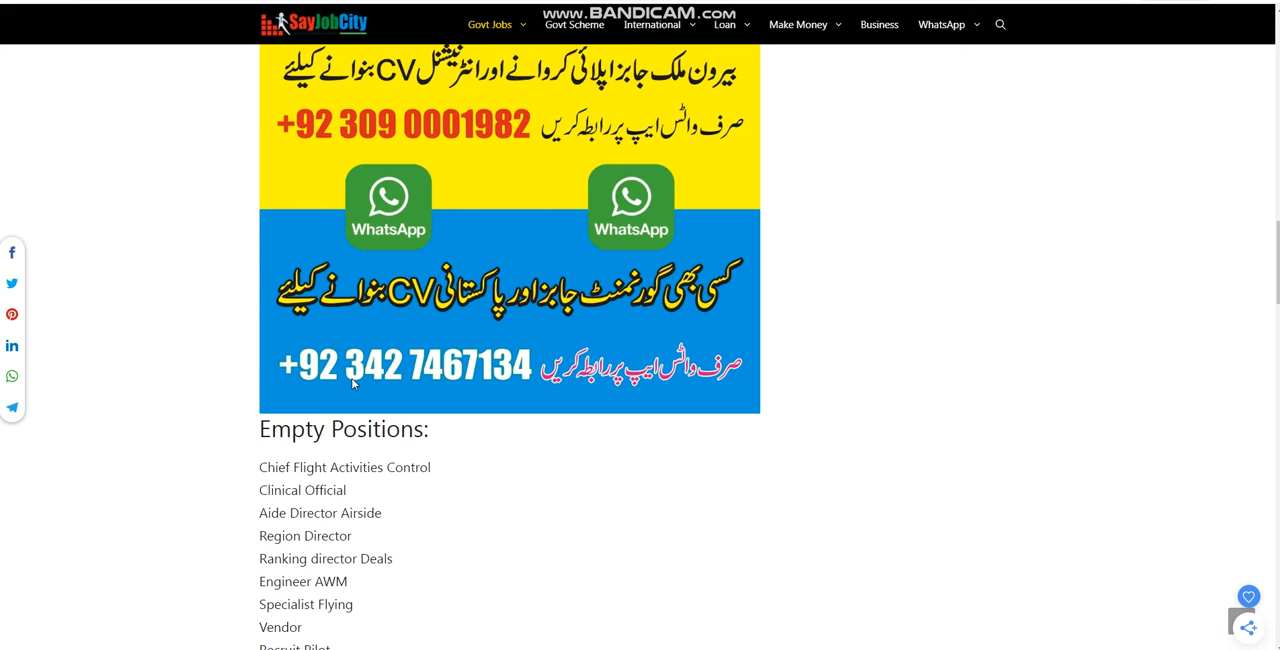 www.BANDICAM.com
SayJobCity
Govt Jobs Govt Scheme International Loan Make Money Business WhatsApp
بیرون ملک جابز اپلائی کروانے اور انٹرنیشنل CV بنوانے کیلئے
+92 309 0001982 صرف واٹس ایپ پر رابطہ کریں
WhatsApp WhatsApp
کسی بھی گورنمنٹ جابز اور پاکستانی CV بنوانے کیلئے
+92 342 7467134 صرف واٹس ایپ پر رابطہ کریں
Empty Positions:
Chief Flight Activities Control
Clinical Official
Aide Director Airside
Region Director
Ranking director Deals
Engineer AWM
Specialist Flying
Vendor
Recruit Pilot